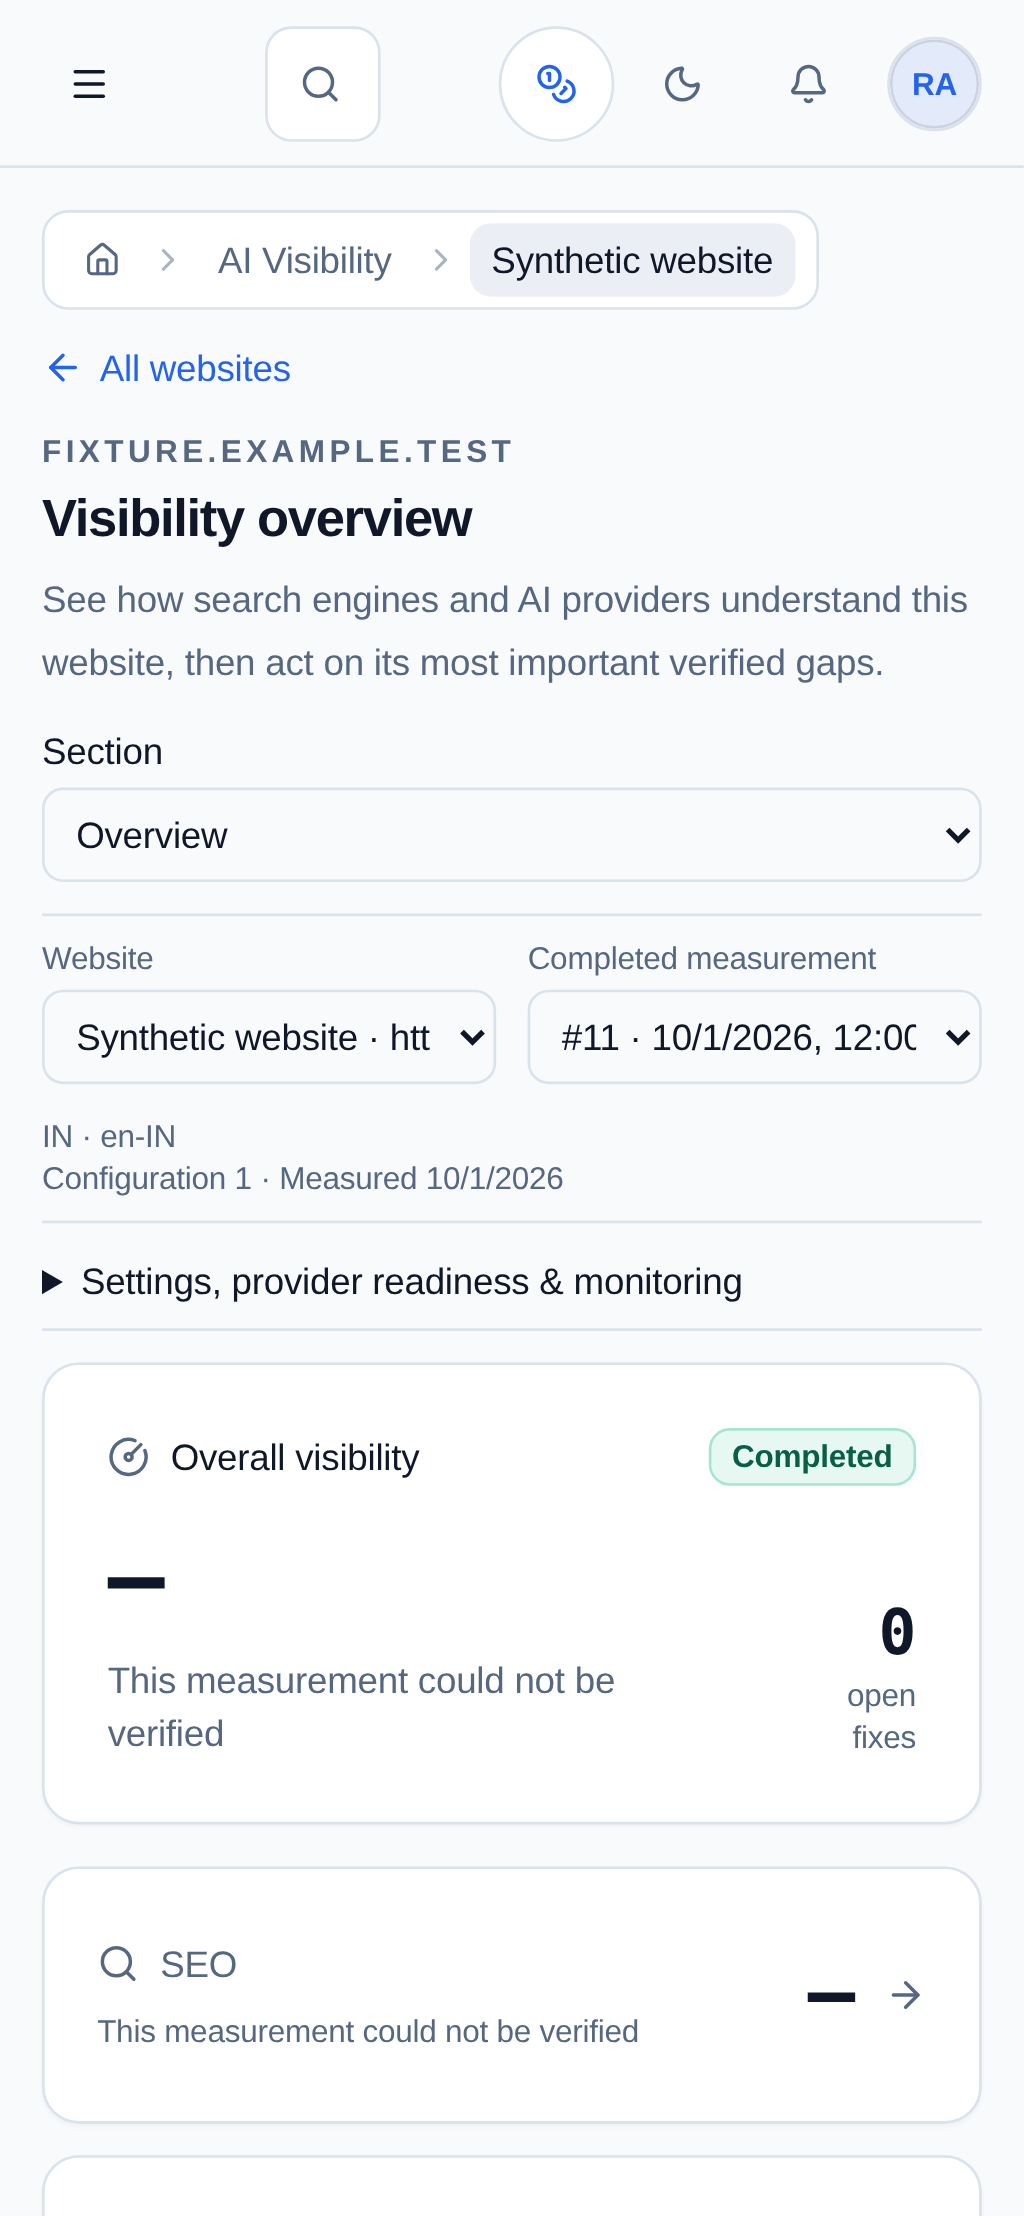 RA
AI Visibility
Synthetic website
All websites
FIXTURE.EXAMPLE.TEST
Visibility overview
See how search engines and AI providers understand this
website, then act on its most important verified gaps.
Section
Overview
Website
Completed measurement
Synthetic website · htt
#11 · 10/1/2026, 12:00
IN · en-IN
Configuration 1 · Measured 10/1/2026
Settings, provider readiness & monitoring
Overall visibility
Completed
—
0
This measurement could not be
verified
open
fixes
SEO
—
This measurement could not be verified